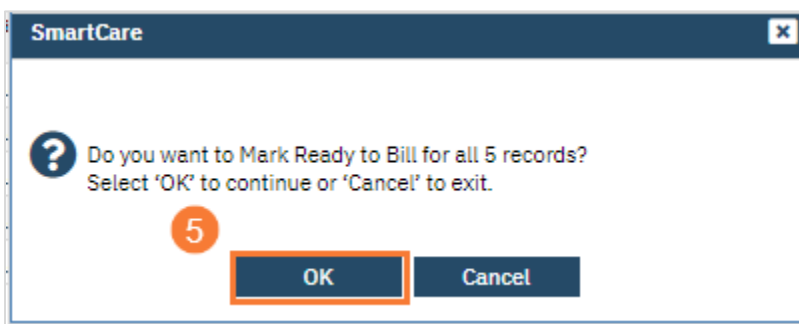 SmartCare
Do you want to Mark Ready to Bill for all 5 records?
Select ‘OK’ to continue or ‘Cancel’ to exit.
5
OK Cancel